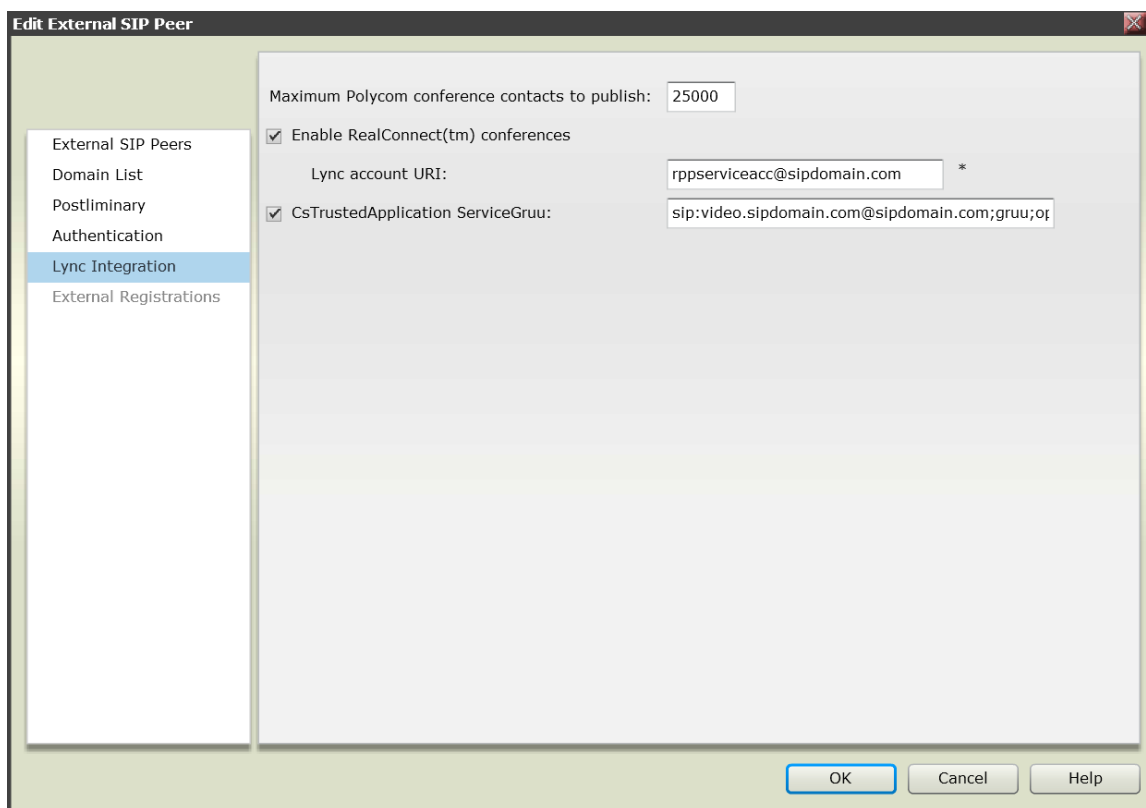 Edit External SIP Peer
External SIP Peers
Domain List
Postliminary
Authentication
Lync Integration
External Registrations
Maximum Polycom conference contacts to publish: 25000
Enable RealConnect(tm) conferences
Lync account URI: rppserviceacc@sipdomain.com *
CsTrustedApplication ServiceGruu: sip:video.sipdomain.com@sipdomain.com;gruu;op
OK Cancel Help